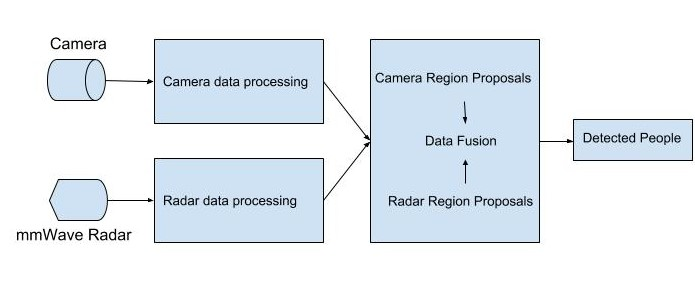 Camera
Camera data processing
Camera Region Proposals
Data Fusion
Detected People
Radar data processing
Radar Region Proposals
mmWave Radar